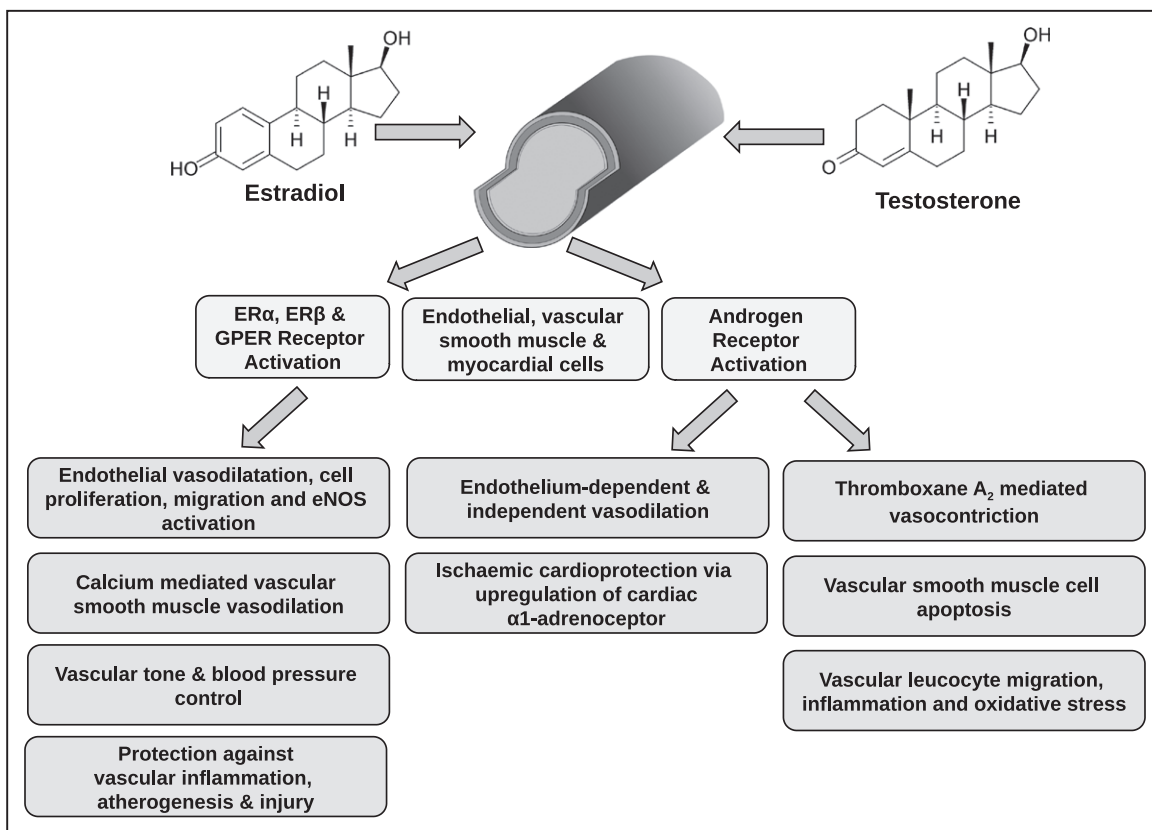 OH
H
H
H
HO
Estradiol
OH
H
H
H
O
Testosterone
ERα, ERβ &
GPER Receptor
Activation
Endothelial, vascular
smooth muscle &
myocardial cells
Androgen
Receptor
Activation
Endothelial vasodilatation, cell
proliferation, migration and eNOS
activation
Calcium mediated vascular
smooth muscle vasodilation
Vascular tone & blood pressure
control
Protection against
vascular inflammation,
atherogenesis & injury
Endothelium-dependent &
independent vasodilation
Ischaemic cardioprotection via
upregulation of cardiac
α1-adrenoceptor
Thromboxane A₂ mediated
vasocontriction
Vascular smooth muscle cell
apoptosis
Vascular leucocyte migration,
inflammation and oxidative stress